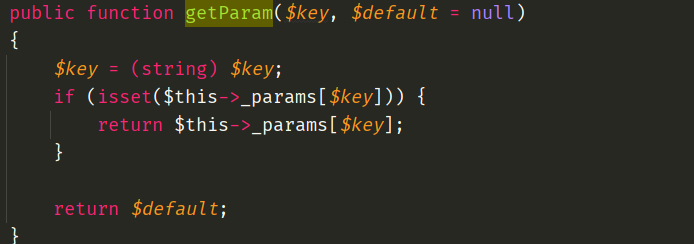 public function getParam($key, $default = null)
{
    $key = (string) $key;
    if (isset($this->_params[$key])) {
        return $this->_params[$key];
    }

    return $default;
}